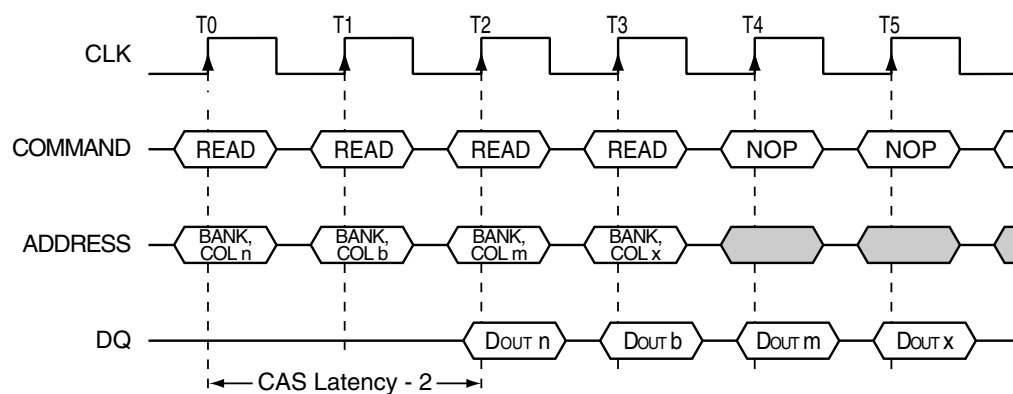 T0 T1 T2 T3 T4 T5
CLK
COMMAND READ READ READ READ NOP NOP
ADDRESS
BANK, COL n
BANK, COL b
BANK, COL m
BANK, COL x
DQ DOUT n DOUT b DOUT m DOUT x
CAS Latency - 2